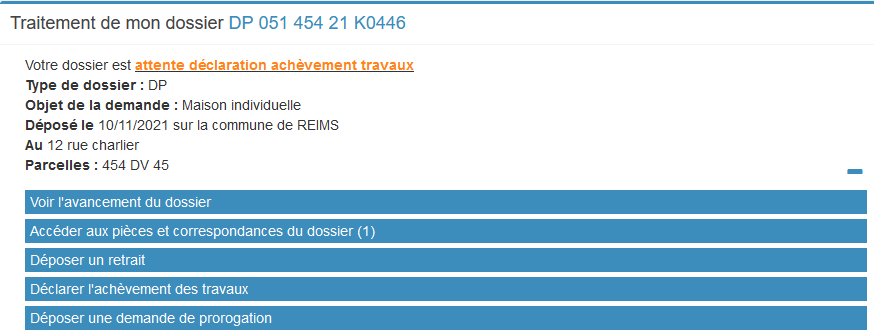 Traitement de mon dossier DP 051 454 21 K0446
Votre dossier est attente déclaration achèvement travaux
Type de dossier : DP
Objet de la demande : Maison individuelle
Déposé le 10/11/2021 sur la commune de REIMS
Au 12 rue charlier
Parcelles : 454 DV 45
Voir l'avancement du dossier
Accéder aux pièces et correspondances du dossier (1)
Déposer un retrait
Déclarer l'achèvement des travaux
Déposer une demande de prorogation